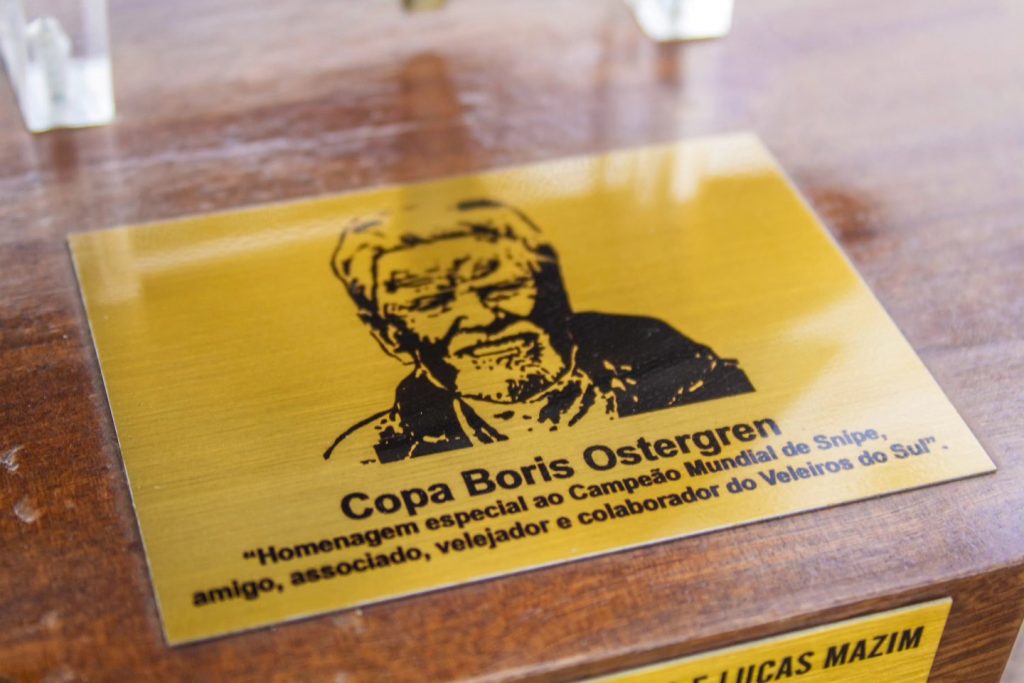 Copa Boris Ostergren
“Homenagem especial ao Campeão Mundial de Snipe,
amigo, associado, velejador e colaborador do Veleiros do Sul”.
E LUCAS MAZIM